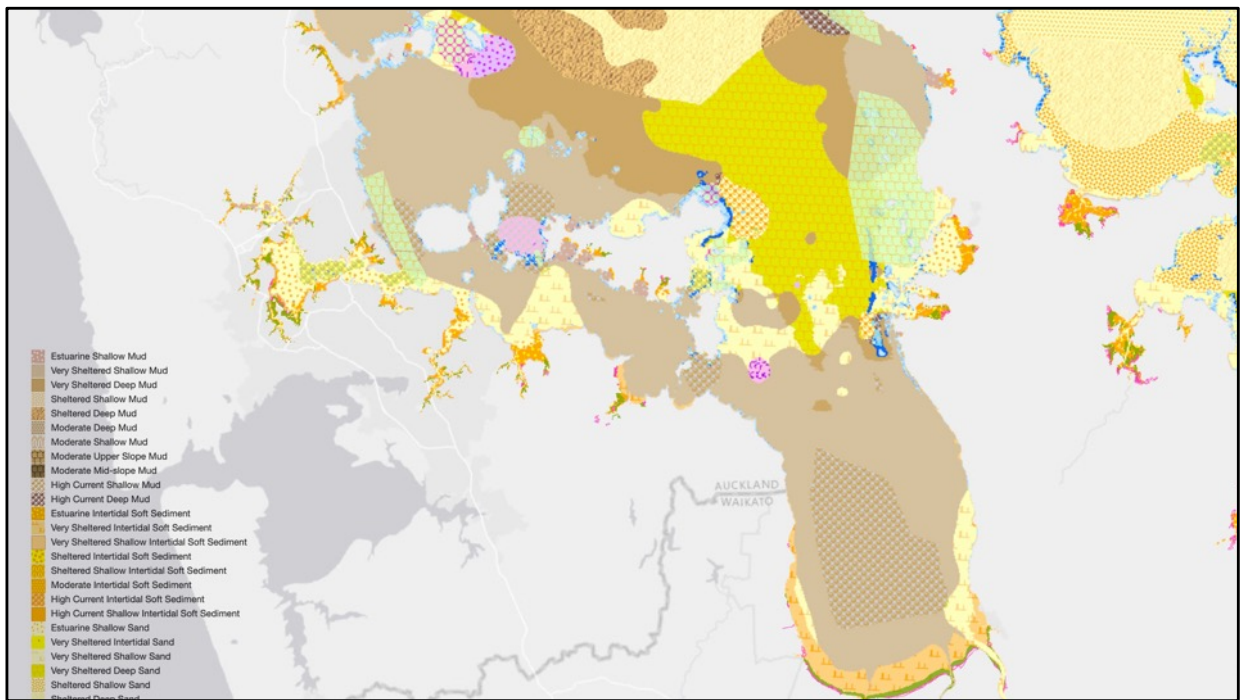 AUCKLAND
WAIKATO
Estuarine Shallow Mud
Very Sheltered Shallow Mud
Very Sheltered Deep Mud
Sheltered Shallow Mud
Sheltered Deep Mud
Moderate Deep Mud
Moderate Shallow Mud
Moderate Upper Slope Mud
Moderate Mid-slope Mud
High Current Shallow Mud
High Current Deep Mud
Estuarine Intertidal Soft Sediment
Very Sheltered Intertidal Soft Sediment
Very Sheltered Shallow Intertidal Soft Sediment
Sheltered Intertidal Soft Sediment
Sheltered Shallow Intertidal Soft Sediment
Moderate Intertidal Soft Sediment
High Current Intertidal Soft Sediment
High Current Shallow Intertidal Soft Sediment
Estuarine Shallow Sand
Very Sheltered Intertidal Sand
Very Sheltered Shallow Sand
Very Sheltered Deep Sand
Sheltered Shallow Sand
Sheltered Deep Sand